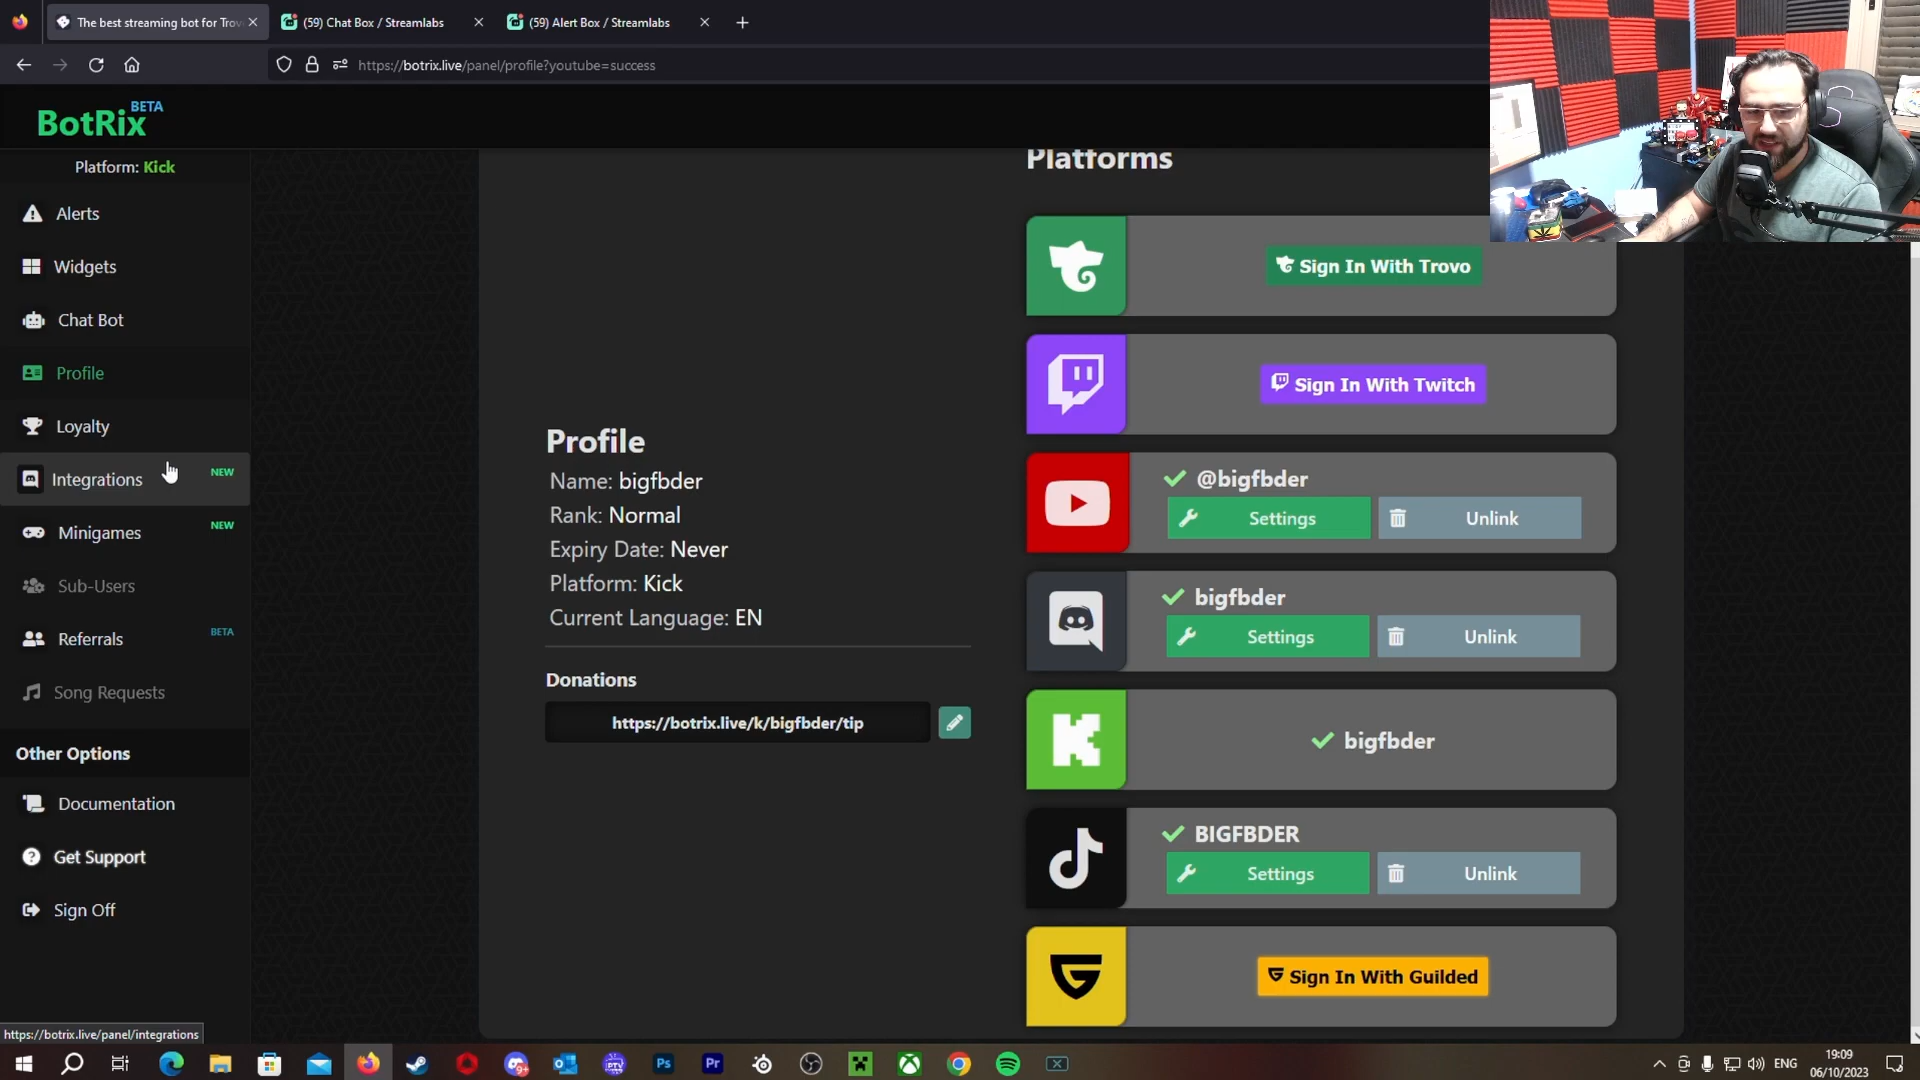 The best streaming bot for Trov
(59) Chat Box / Streamlabs
(59) Alert Box / Streamlabs
https://botrix.live/panel/profile?youtube=success
BotRix BETA
Platform: Kick
Alerts
Widgets
Chat Bot
Profile
Loyalty
Integrations NEW
Minigames NEW
Sub-Users
Referrals BETA
Song Requests
Other Options
Documentation
Get Support
Sign Off
https://botrix.live/panel/integrations
Profile
Name: bigfbder
Rank: Normal
Expiry Date: Never
Platform: Kick
Current Language: EN
Donations
https://botrix.live/k/bigfbder/tip
Platforms
Sign In With Trovo
Sign In With Twitch
@bigfbder
Settings Unlink
bigfbder
Settings Unlink
bigfbder
BIGFBDER
Settings Unlink
Sign In With Guilded
9+
IPTV
Ps
Pr
ENG
19:09
06/10/2023